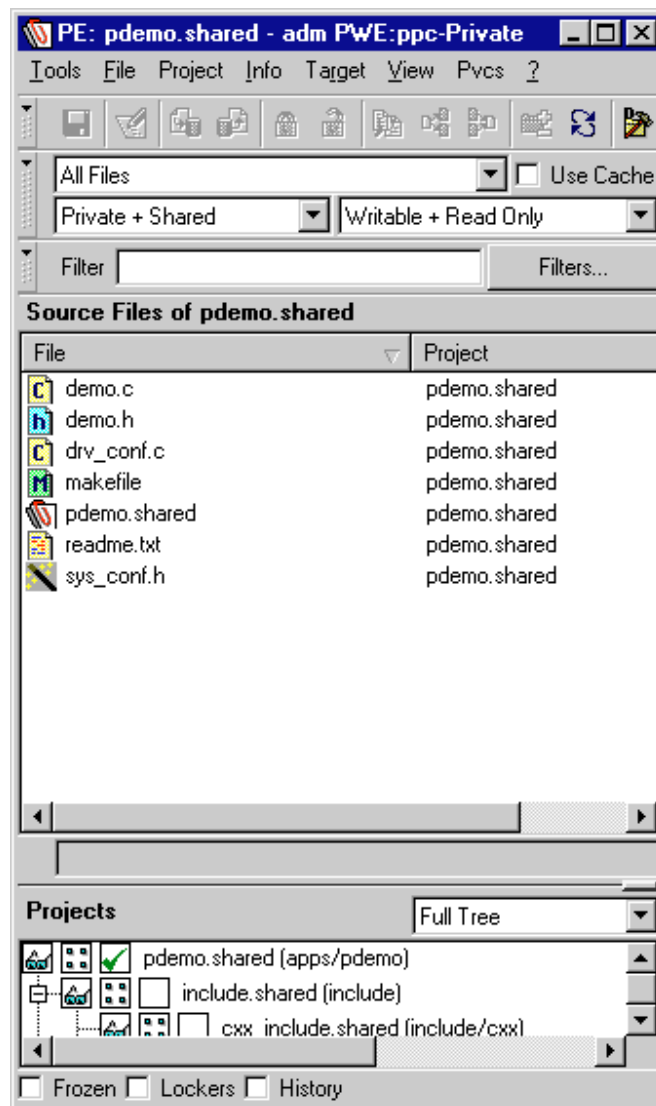 PE: pdemo.shared - adm PWE:ppc-Private
Tools File Project Info Target View Pvcs ?
All Files Use Cache
Private + Shared Writable + Read Only
Filter Filters...
Source Files of pdemo.shared
File Project
demo.c pdemo.shared
demo.h pdemo.shared
drv_conf.c pdemo.shared
makefile pdemo.shared
pdemo.shared pdemo.shared
readme.txt pdemo.shared
sys_conf.h pdemo.shared
Projects Full Tree
pdemo.shared (apps/pdemo)
include.shared (include)
cxx_include.shared (include/cxx)
Frozen Lockers History